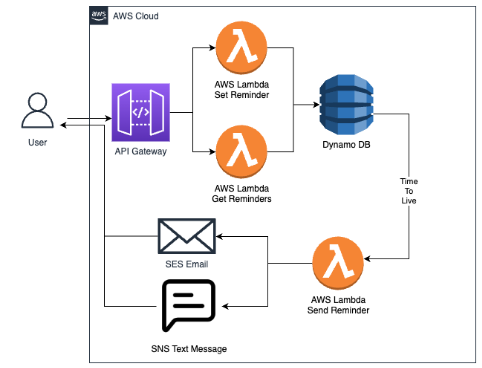 aws
AWS Cloud
AWS Lambda
Set Reminder
User
API Gateway
Dynamo DB
AWS Lambda
Get Reminders
Time
To
Live
SES Email
AWS Lambda
Send Reminder
SNS Text Message